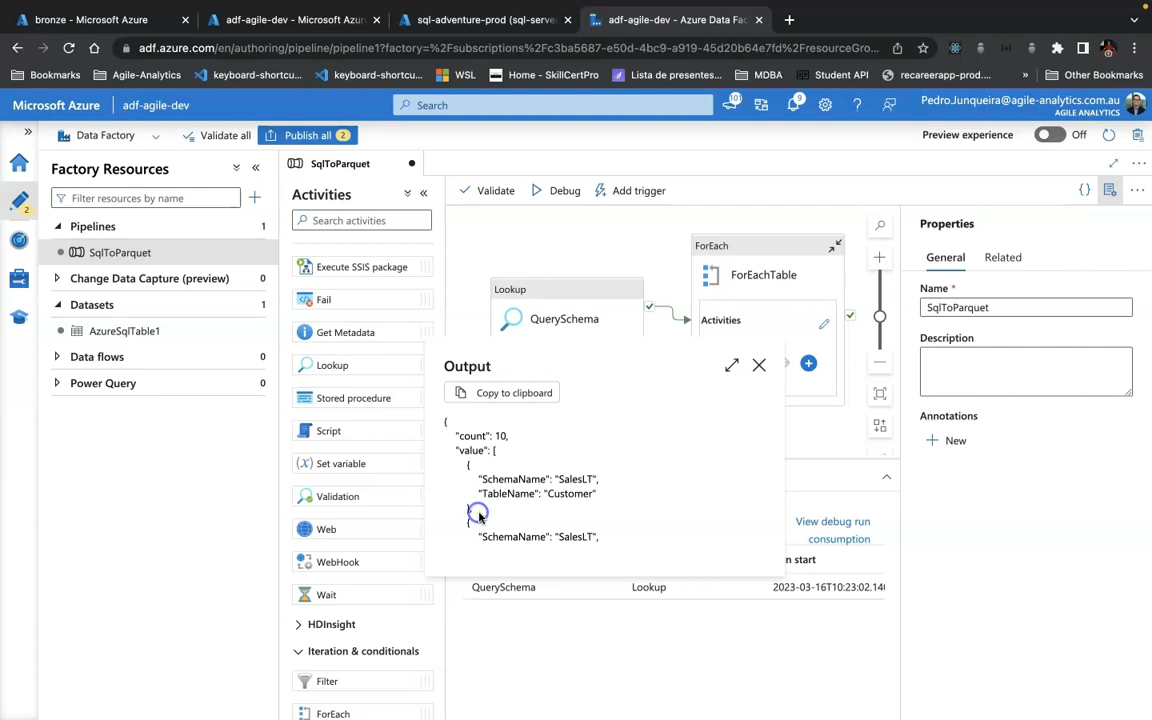 bronze - Microsoft Azure
adf-agile-dev - Microsoft Azu
sql-adventure-prod (sql-serve
adf-agile-dev - Azure Data Fac
adf.azure.com/en/authoring/pipeline/pipeline1?factory=%2Fsubscriptions%2Fc3ba5687-e50d-4bc9-a919-45d20b64e7fd%2FresourceGro...
Bookmarks
Agile-Analytics
keyboard-shortcu...
keyboard-shortcut...
WSL
Home - SkillCertPro
Lista de presentes...
MDBA
Student API
recareerapp-prod....
»
Other Bookmarks
Microsoft Azure
adf-agile-dev
Search
101
9
Pedro.Junqueira@agile-analytics.com.au
AGILE ANALYTICS
Data Factory
Validate all
Publish all 2
Preview experience
Off
2
Factory Resources
Filter resources by name
Pipelines 1
SqlToParquet
Change Data Capture (preview) 0
Datasets 1
AzureSqlTable1
Data flows 0
Power Query 0
SqlToParquet
Activities
Search activities
Execute SSIS package
Fail
Get Metadata
Lookup
Stored procedure
Script
Set variable
Validation
Web
WebHook
Wait
HDInsight
Iteration & conditionals
Filter
ForEach
Validate
Debug
Add trigger
Lookup
QuerySchema
ForEach
ForEachTable
Activities
Output
Copy to clipboard
{
"count": 10,
"value": [
{
"SchemaName": "SalesLT",
"TableName": "Customer"
},
{
"SchemaName": "SalesLT",
View debug run
consumption
n start
QuerySchema
Lookup
2023-03-16T10:23:02.140
Properties
General
Related
Name *
SqlToParquet
Description
Annotations
New